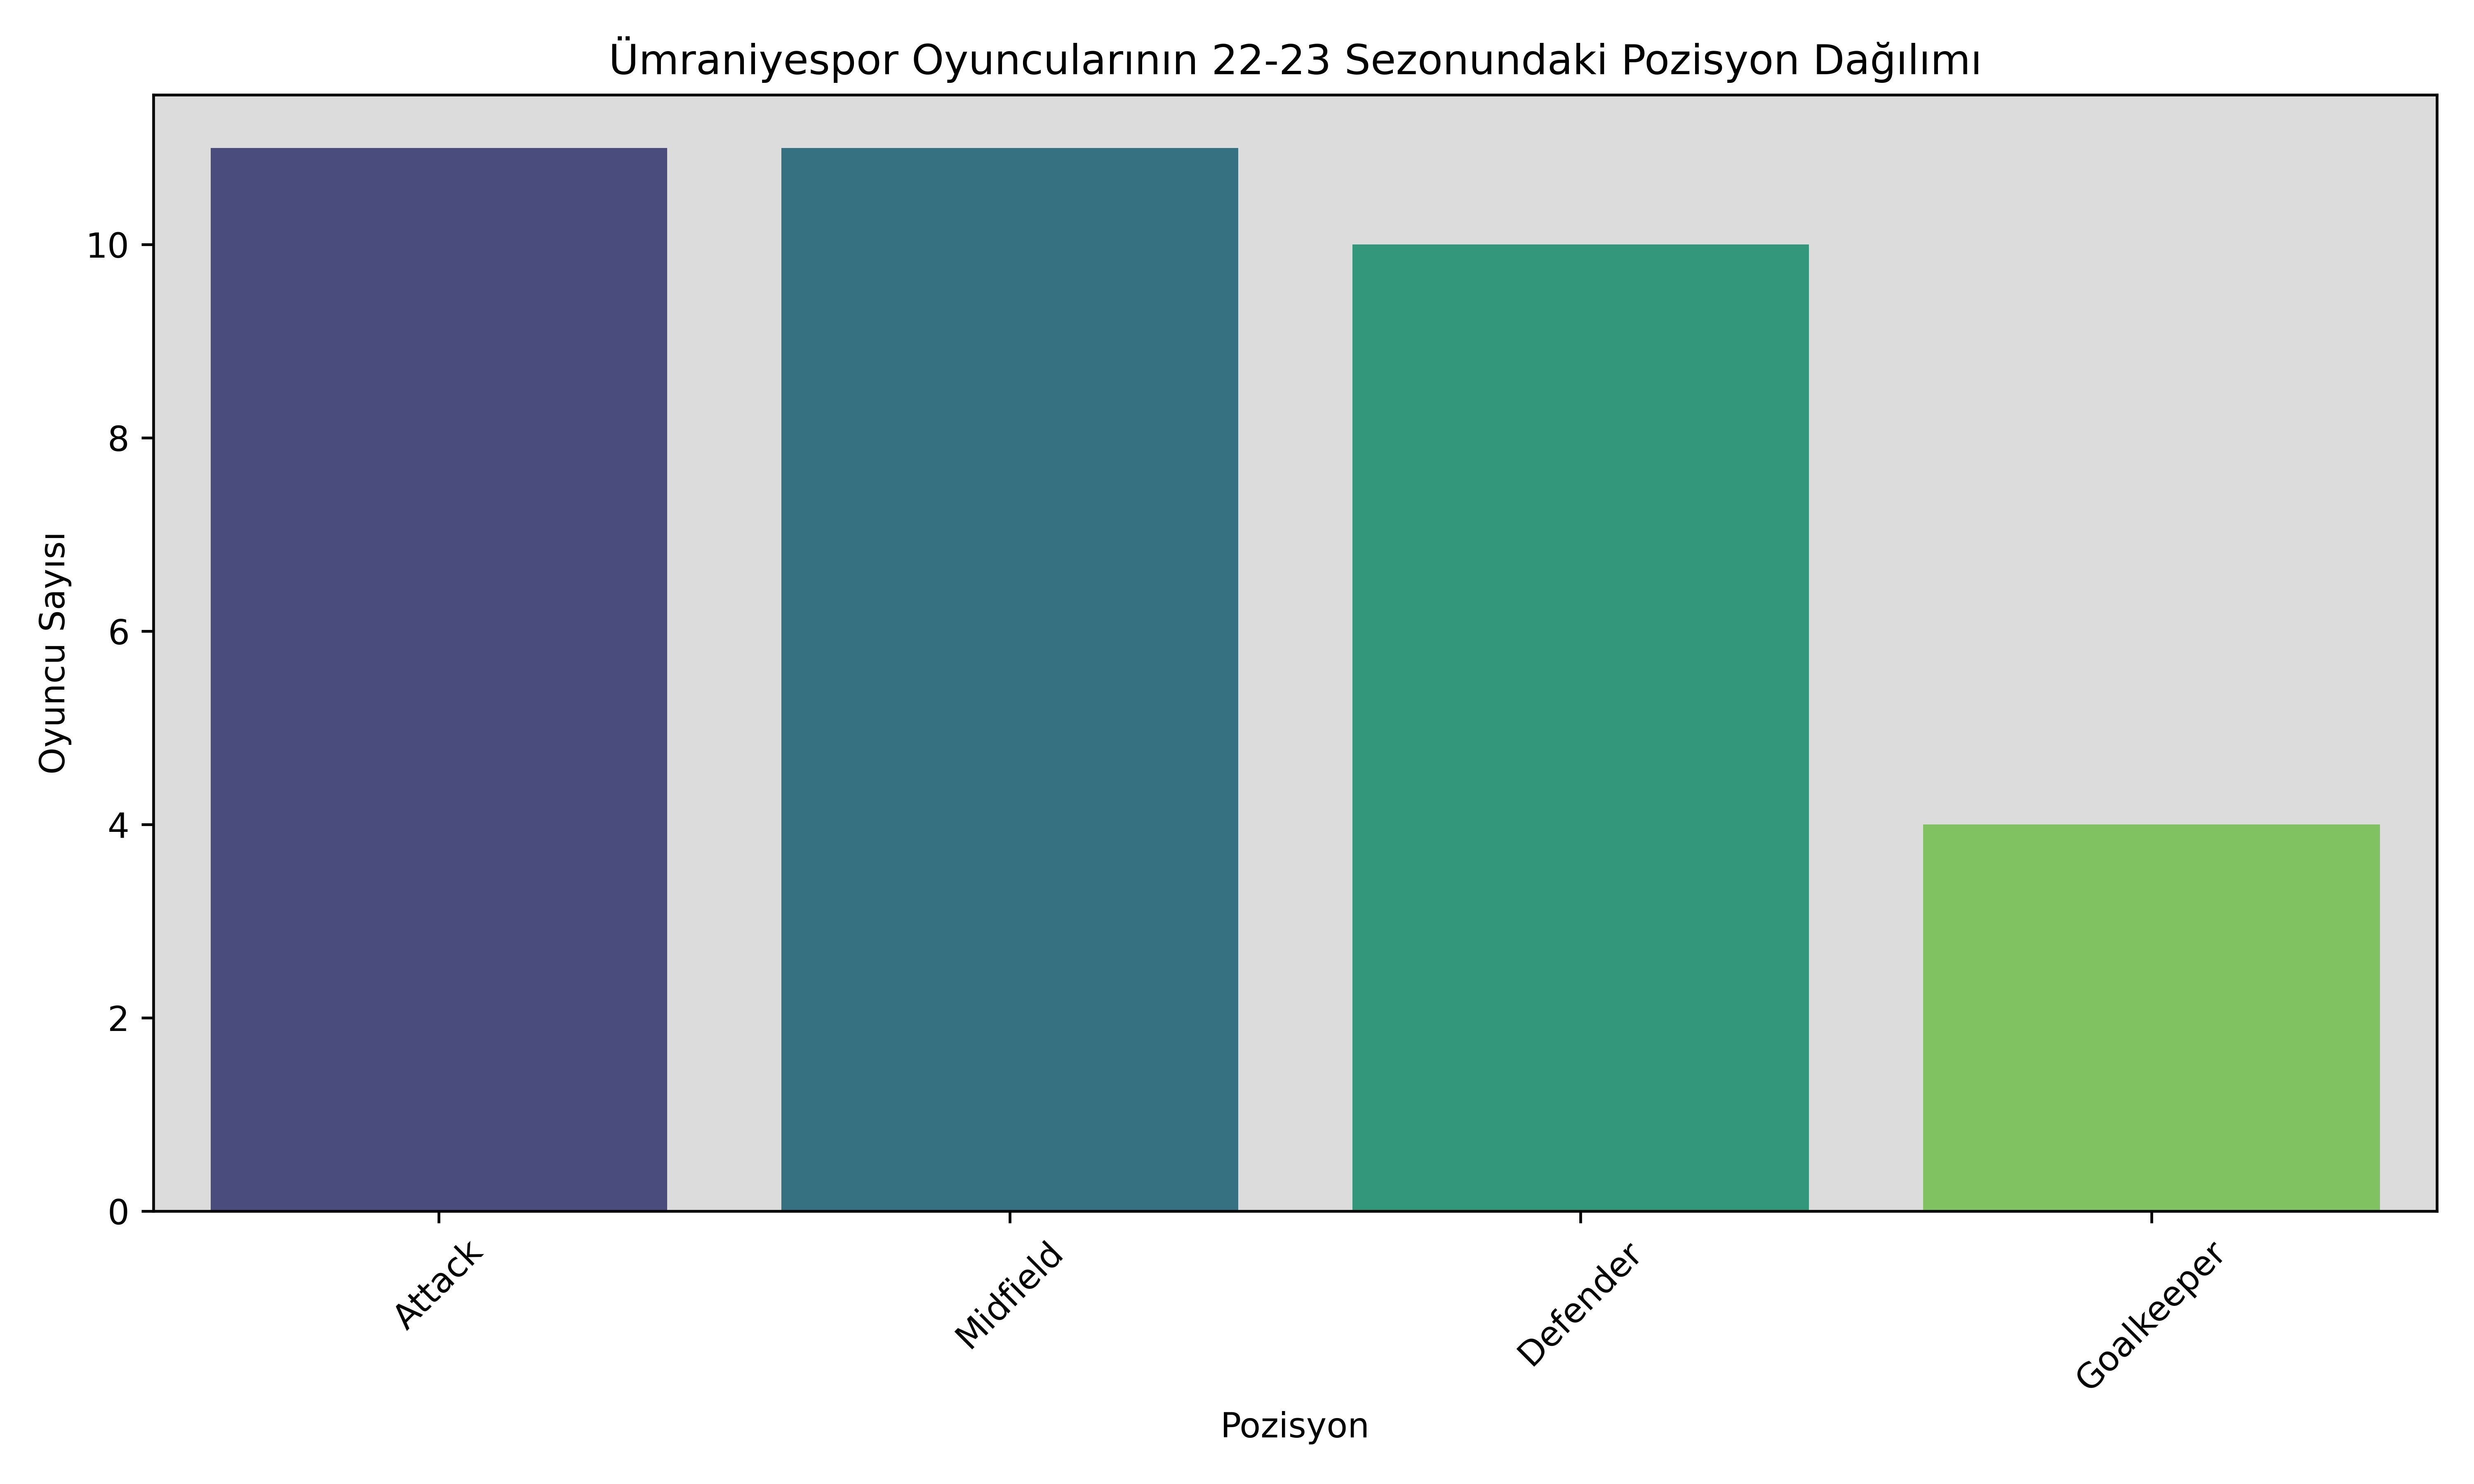 Ümraniyespor Oyuncularının 22-23 Sezonundaki Pozisyon Dağılımı
Oyuncu Sayısı
10
8
6
4
2
0
Attack
Midfield
Defender
Goalkeeper
Pozisyon